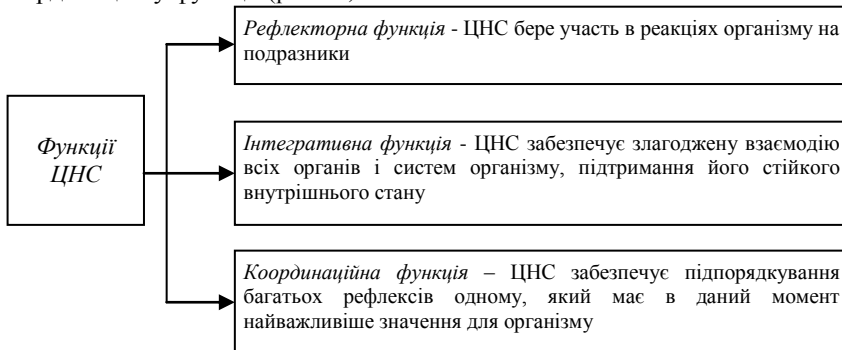 Рефлекторна функція - ЦНС бере участь в реакціях організму на
подразники
Функції
ЦНС
Інтегративна функція - ЦНС забезпечує злагоджену взаємодію
всіх органів і систем організму, підтримання його стійкого
внутрішнього стану
Координаційна функція – ЦНС забезпечує підпорядкування
багатьох рефлексів одному, який має в даний момент
найважливіше значення для організму